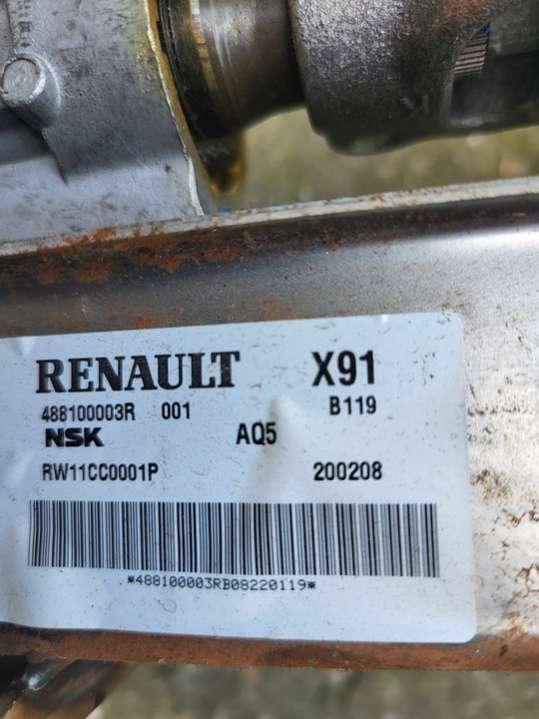 RENAULT X91
488100003R 001 B119
NSK AQ5
RW11CC0001P 200208
*488100003RB08220119*